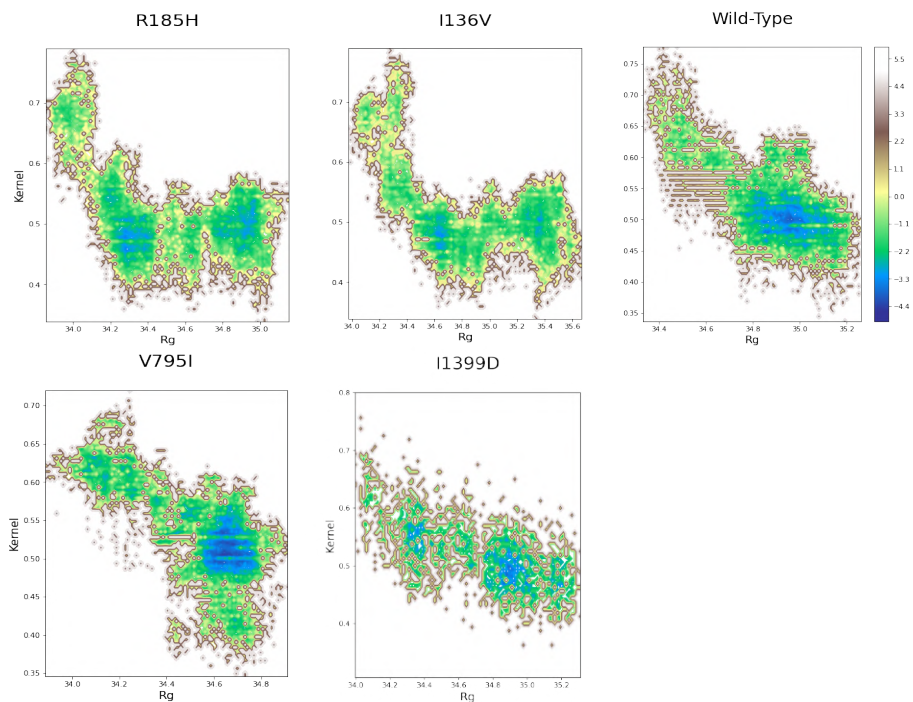 R185H
I136V
Wild-Type
Kernel
0.7
0.6
0.5
0.4
34.0 34.2 34.4 34.6 34.8 35.0
Rg
0.7
0.6
0.5
0.4
34.0 34.2 34.4 34.6 34.8 35.0 35.2 35.4 35.6
Rg
0.75
0.70
0.65
0.60
0.55
0.50
0.45
0.40
0.35
34.4 34.6 34.8 35.0 35.2
Rg
5.5
4.4
3.3
2.2
1.1
0.0
−1.1
−2.2
−3.3
−4.4
V795I
I1399D
Kernel
0.70
0.65
0.60
0.55
0.50
0.45
0.40
0.35
34.0 34.2 34.4 34.6 34.8
Rg
Kernel
0.8
0.7
0.6
0.5
0.4
34.0 34.2 34.4 34.6 34.8 35.0 35.2
Rg